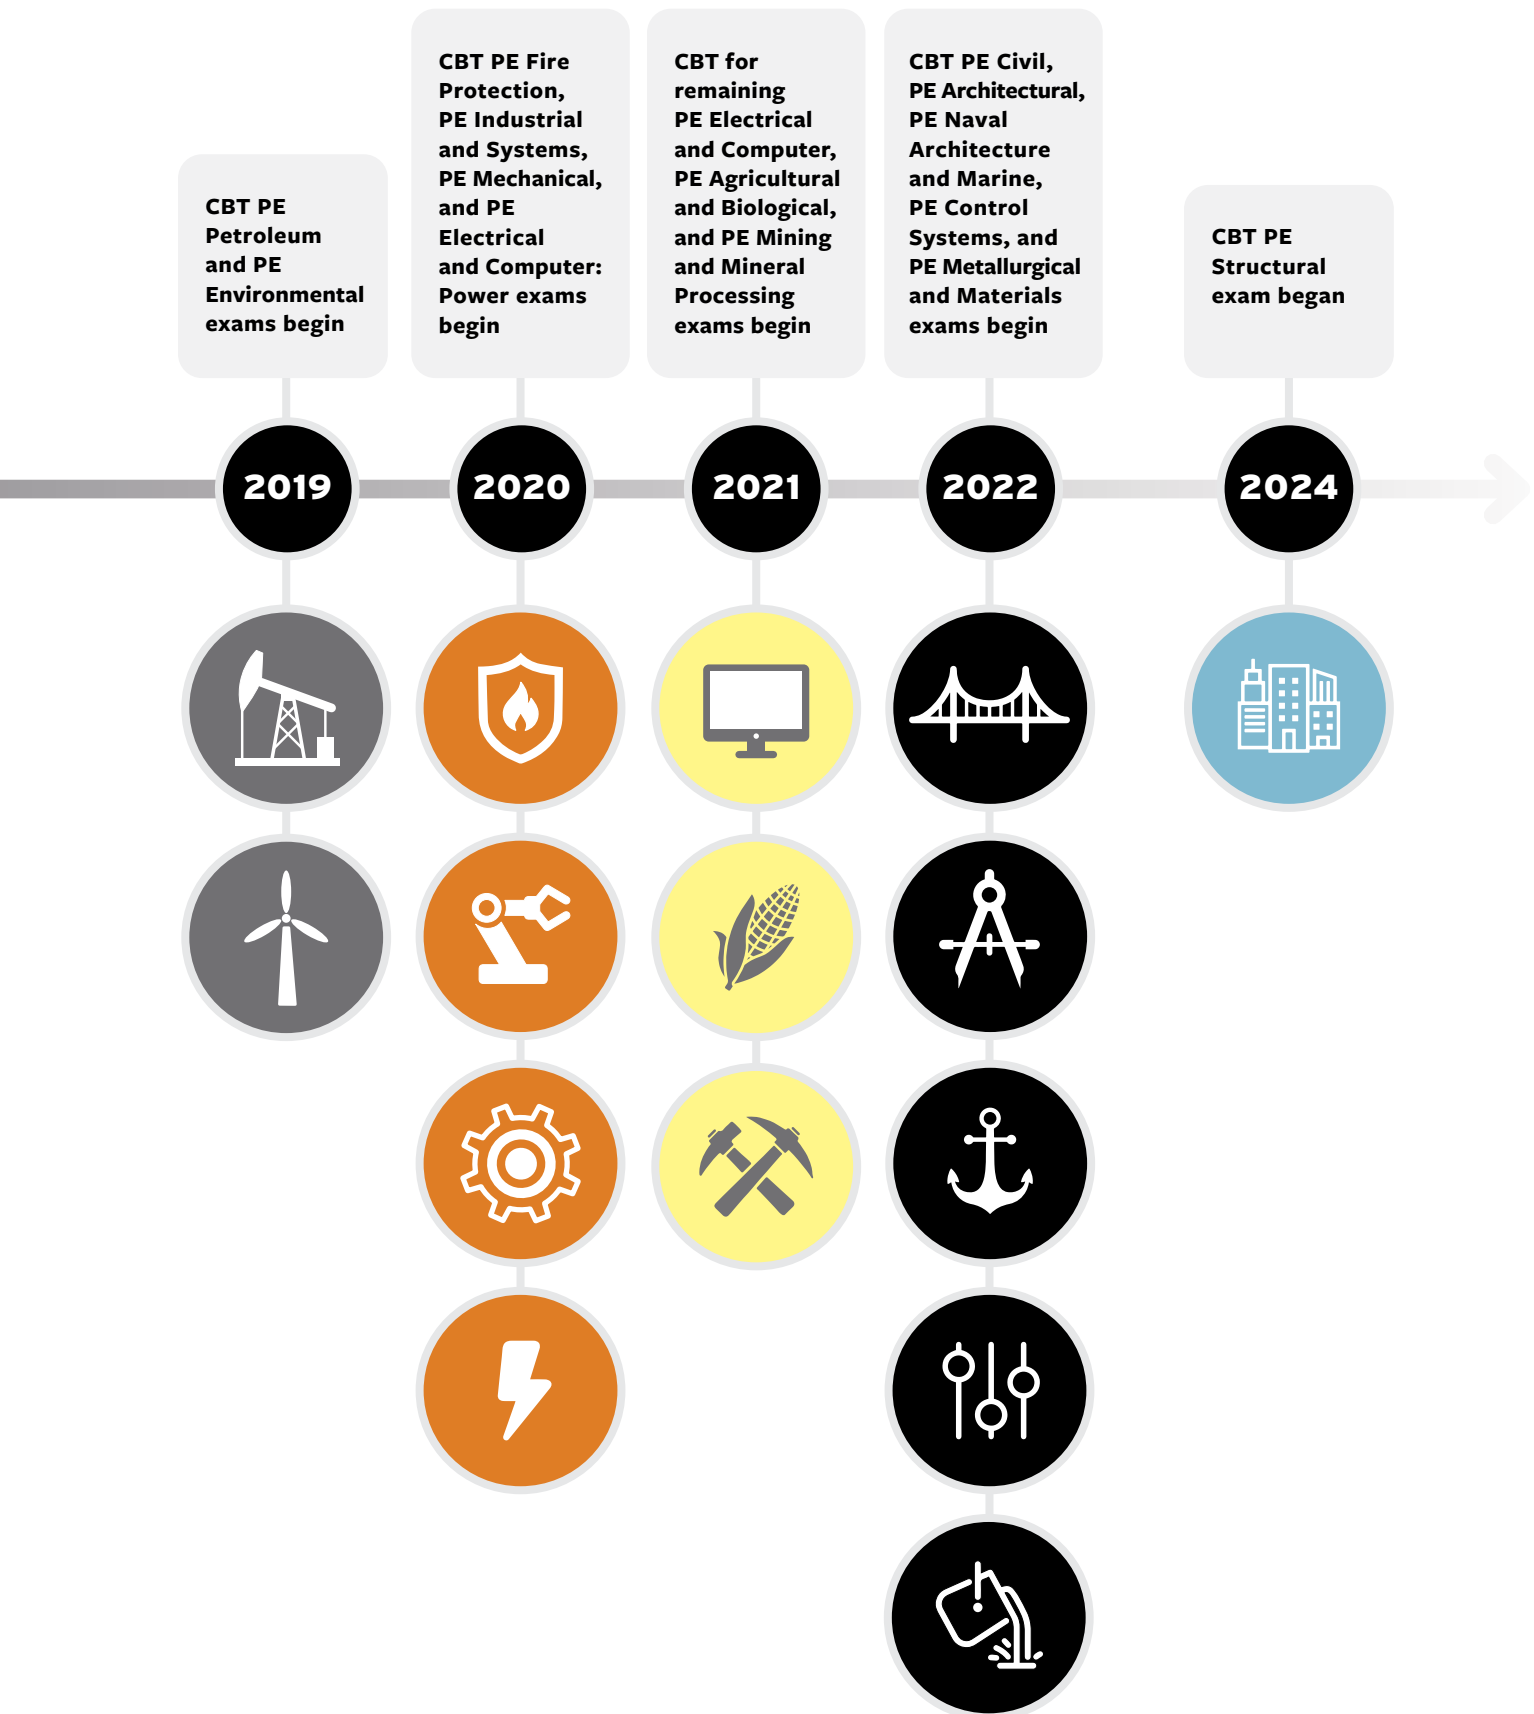 CBT PE
Petroleum
and PE
Environmental
exams begin
CBT PE Fire
Protection,
PE Industrial
and Systems,
PE Mechanical,
and PE
Electrical
and Computer:
Power exams
begin
CBT for
remaining
PE Electrical
and Computer,
PE Agricultural
and Biological,
and PE Mining
and Mineral
Processing
exams begin
CBT PE Civil,
PE Architectural,
PE Naval
Architecture
and Marine,
PE Control
Systems, and
PE Metallurgical
and Materials
exams begin
CBT PE
Structural
exam began
2019
2020
2021
2022
2024